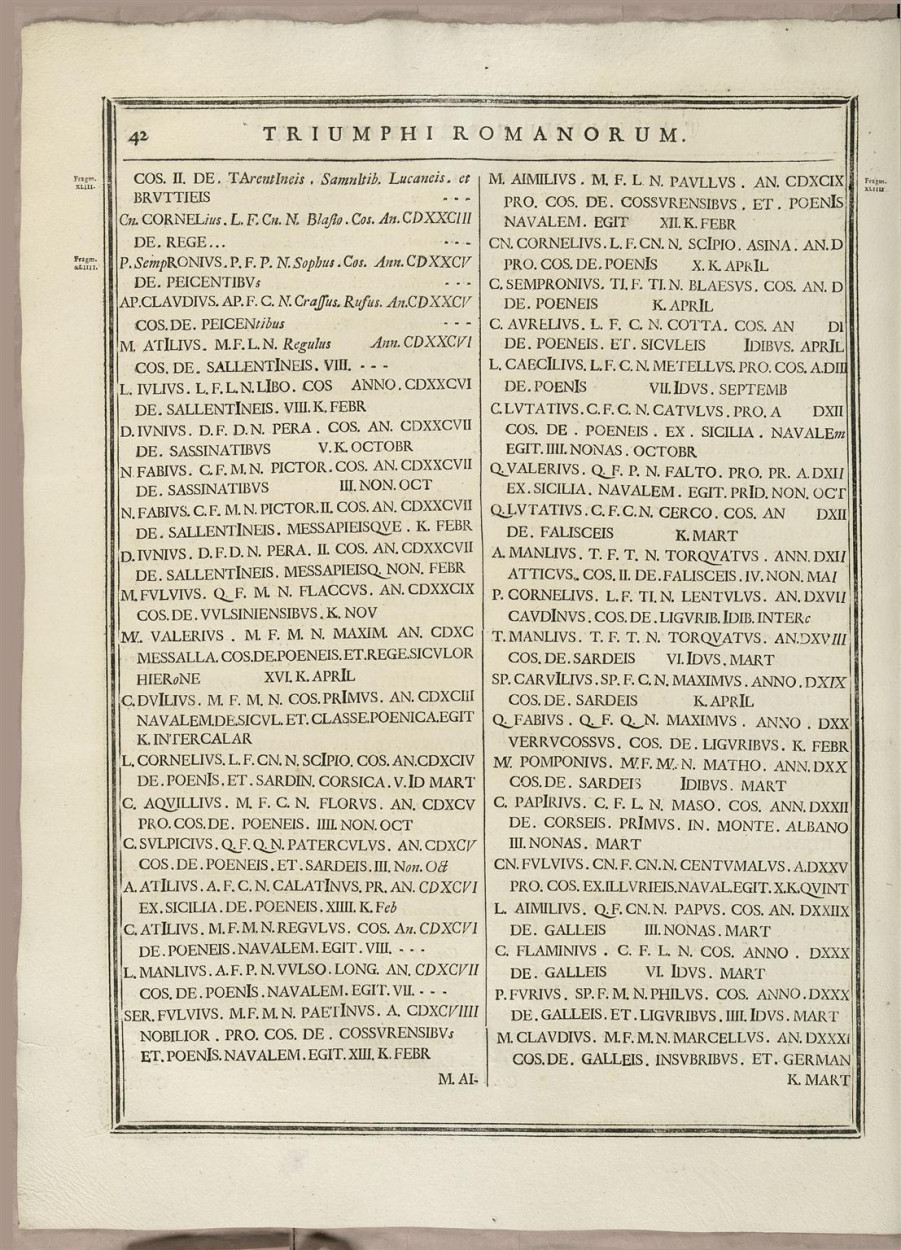 42 TRIUMPHI ROMANORUM.
Fragm. XLIII.
COS. II. DE. TArentIneis. SamnItib. Lucaneis. et
BRVTTIEIS - - -
Cn. CORNELius. L. F. Cn. N. Blasio. Cos. An. CDXXCIII
DE. REGE... - - -
Fragm.
P. SempRONIVS. P. F. P. N. Sophus. Cos. Ann. CDXXCV
DE. PEICENTIBVs - - -
AP. CLAVDIVS. AP. F. C. N. Crassus. Rufus. An. CDXXCV
COS. DE. PEICENtibus - - -
M. ATILIVS. M. F. L. N. Regulus Ann. CDXXCVI
COS. DE. SALLENTINEIS. VIII. - - -
L. IVLIVS. L. F. L. N. LIBO. COS ANNO. CDXXCVI
DE. SALLENTINEIS. VIII. K. FEBR
D. IVNIVS. D. F. D. N. PERA. COS. AN. CDXXCVII
DE. SASSINATIBVS V. K. OCTOBR
N FABIVS. C. F. M. N. PICTOR. COS. AN. CDXXCVII
DE. SASSINATIBVS III. NON. OCT
N. FABIVS. C. F. M. N. PICTOR. II. COS. AN. CDXXCVII
DE. SALLENTINEIS. MESSAPIEISQVE. K. FEBR
D. IVNIVS. D. F. D. N. PERA. II. COS. AN. CDXXCVII
DE. SALLENTINEIS. MESSAPIEISQ. NON. FEBR
M. FVLVIVS. Q. F. M. N. FLACCVS. AN. CDXXCIX
COS. DE. VVLSINIENSIBVS. K. NOV
M'. VALERIVS. M. F. M. N. MAXIM. AN. CDXC
MESSALLA. COS. DE. POENEIS. ET. REGE. SICVLOR
HIERoNE XVI. K. APRIL
C. DVILIVS. M. F. M. N. COS. PRIMVS. AN. CDXCIII
NAVALEM. DE. SICVL. ET. CLASSE. POENICA. EGIT
K. INTERCALAR
L. CORNELIVS. L. F. CN. N. SCIPIO. COS. AN. CDXCIV
DE. POENIS. ET. SARDIN. CORSICA. V. ID MART
C. AQVILLIVS. M. F. C. N. FLORVS. AN. CDXCV
PRO. COS. DE. POENEIS. IIII. NON. OCT
C. SVLPICIVS. Q. F. Q. N. PATERCVLVS. AN. CDXCV
COS. DE. POENEIS. ET. SARDEIS. III. Non. Oct
A. ATILIVS. A. F. C. N. CALATINVS. PR. AN. CDXCVI
EX. SICILIA. DE. POENEIS. XIIII. K. Feb
C. ATILIVS. M. F. M. N. REGVLVS. COS. An. CDXCVI
DE. POENEIS. NAVALEM. EGIT. VIII. - - -
L. MANLIVS. A. F. P. N. VVLSO. LONG. AN. CDXCVII
COS. DE. POENIS. NAVALEM. EGIT. VII. - - -
SER. FVLVIVS. M. F. M. N. PAETINVS. A. CDXCVIIII
NOBILIOR. PRO. COS. DE. COSSVRENSIBVs
ET. POENIS. NAVALEM. EGIT. XIII. K. FEBR
M. AI-
M. AIMILIVS. M. F. L. N. PAVLLVS. AN. CDXCIX
Fragm. XLIIII
PRO. COS. DE. COSSVRENSIBVS. ET. POENIS
NAVALEM. EGIT XII. K. FEBR
CN. CORNELIVS. L. F. CN. N. SCIPIO. ASINA. AN. D
PRO. COS. DE. POENIS X. K. APRIL
C. SEMPRONIVS. TI. F. TI. N. BLAESVS. COS. AN. D
DE. POENEIS K. APRIL
C. AVRELIVS. L. F. C. N. COTTA. COS. AN DI
DE. POENEIS. ET. SICVLEIS IDIBVS. APRIL
L. CAECILIVS. L. F. C. N. METELLVS. PRO. COS. A. DIII
DE. POENIS VII. IDVS. SEPTEMB
C. LVTATIVS. C. F. C. N. CATVLVS. PRO. A DXII
COS. DE. POENEIS. EX. SICILIA. NAVALEm
EGIT. IIII. NONAS. OCTOBR
Q. VALERIVS. Q. F. P. N. FALTO. PRO. PR. A. DXII
EX. SICILIA. NAVALEM. EGIT. PRID. NON. OCT
Q. LVTATIVS. C. F. C. N. CERCO. COS. AN DXII
DE. FALISCEIS K. MART
A. MANLIVS. T. F. T. N. TORQVATVS. ANN. DXII
ATTICVS. COS. II. DE. FALISCEIS. IV. NON. MAI
P. CORNELIVS. L. F. TI. N. LENTVLVS. AN. DXVII
CAVDINVS. COS. DE. LIGVRIB. IDIB. INTERc
T. MANLIVS. T. F. T. N. TORQVATVS. AN. DXVIII
COS. DE. SARDEIS VI. IDVS. MART
SP. CARVILIVS. SP. F. C. N. MAXIMVS. ANNO. DXIX
COS. DE. SARDEIS K. APRIL
Q. FABIVS. Q. F. Q. N. MAXIMVS. ANNO. DXX
VERRVCOSSVS. COS. DE. LIGVRIBVS. K. FEBR
M'. POMPONIVS. M'. F. M'. N. MATHO. ANN. DXX
COS. DE. SARDEIS IDIBVS. MART
C. PAPIRIVS. C. F. L. N. MASO. COS. ANN. DXXII
DE. CORSEIS. PRIMVS. IN. MONTE. ALBANO
III. NONAS. MART
CN. FVLVIVS. CN. F. CN. N. CENTVMALVS. A. DXXV
PRO. COS. EX. ILLVRIEIS. NAVAL. EGIT. X. K. QVINT
L. AIMILIVS. Q. F. CN. N. PAPVS. COS. AN. DXXIIX
DE. GALLEIS III. NONAS. MART
C. FLAMINIVS. C. F. L. N. COS. ANNO. DXXX
DE. GALLEIS VI. IDVS. MART
P. FVRIVS. SP. F. M. N. PHILVS. COS. ANNO. DXXX
DE. GALLEIS. ET. LIGVRIBVS. IIII. IDVS. MART
M. CLAVDIVS. M. F. M. N. MARCELLVS. AN. DXXXI
COS. DE. GALLEIS. INSVBRIBVS. ET. GERMAN
K. MART